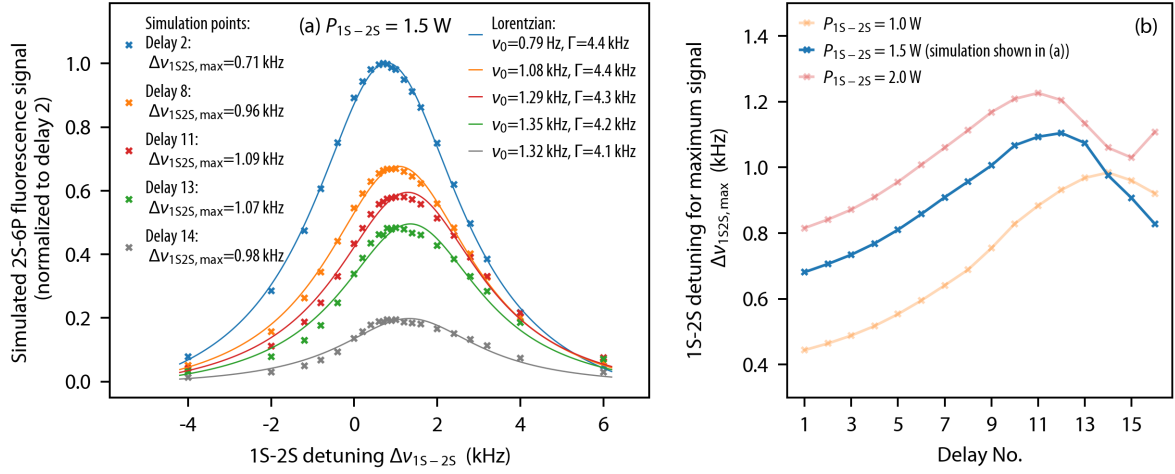 (a) P1S−2S = 1.5 W
Simulation points:
Delay 2:
Δν1S2S, max=0.71 kHz
Delay 8:
Δν1S2S, max=0.96 kHz
Delay 11:
Δν1S2S, max=1.09 kHz
Delay 13:
Δν1S2S, max=1.07 kHz
Delay 14:
Δν1S2S, max=0.98 kHz
Lorentzian:
ν0=0.79 Hz, Γ=4.4 kHz
ν0=1.08 kHz, Γ=4.4 kHz
ν0=1.29 kHz, Γ=4.3 kHz
ν0=1.35 kHz, Γ=4.2 kHz
ν0=1.32 kHz, Γ=4.1 kHz
Simulated 2S-6P fluorescence signal
(normalized to delay 2)
1.0
0.8
0.6
0.4
0.2
0.0
-4 -2 0 2 4 6
1S-2S detuning Δν1S−2S (kHz)
(b)
P1S−2S = 1.0 W
P1S−2S = 1.5 W (simulation shown in (a))
P1S−2S = 2.0 W
1S-2S detuning for maximum signal
Δν1S2S, max (kHz)
1.4
1.2
1.0
0.8
0.6
0.4
1 3 5 7 9 11 13 15
Delay No.